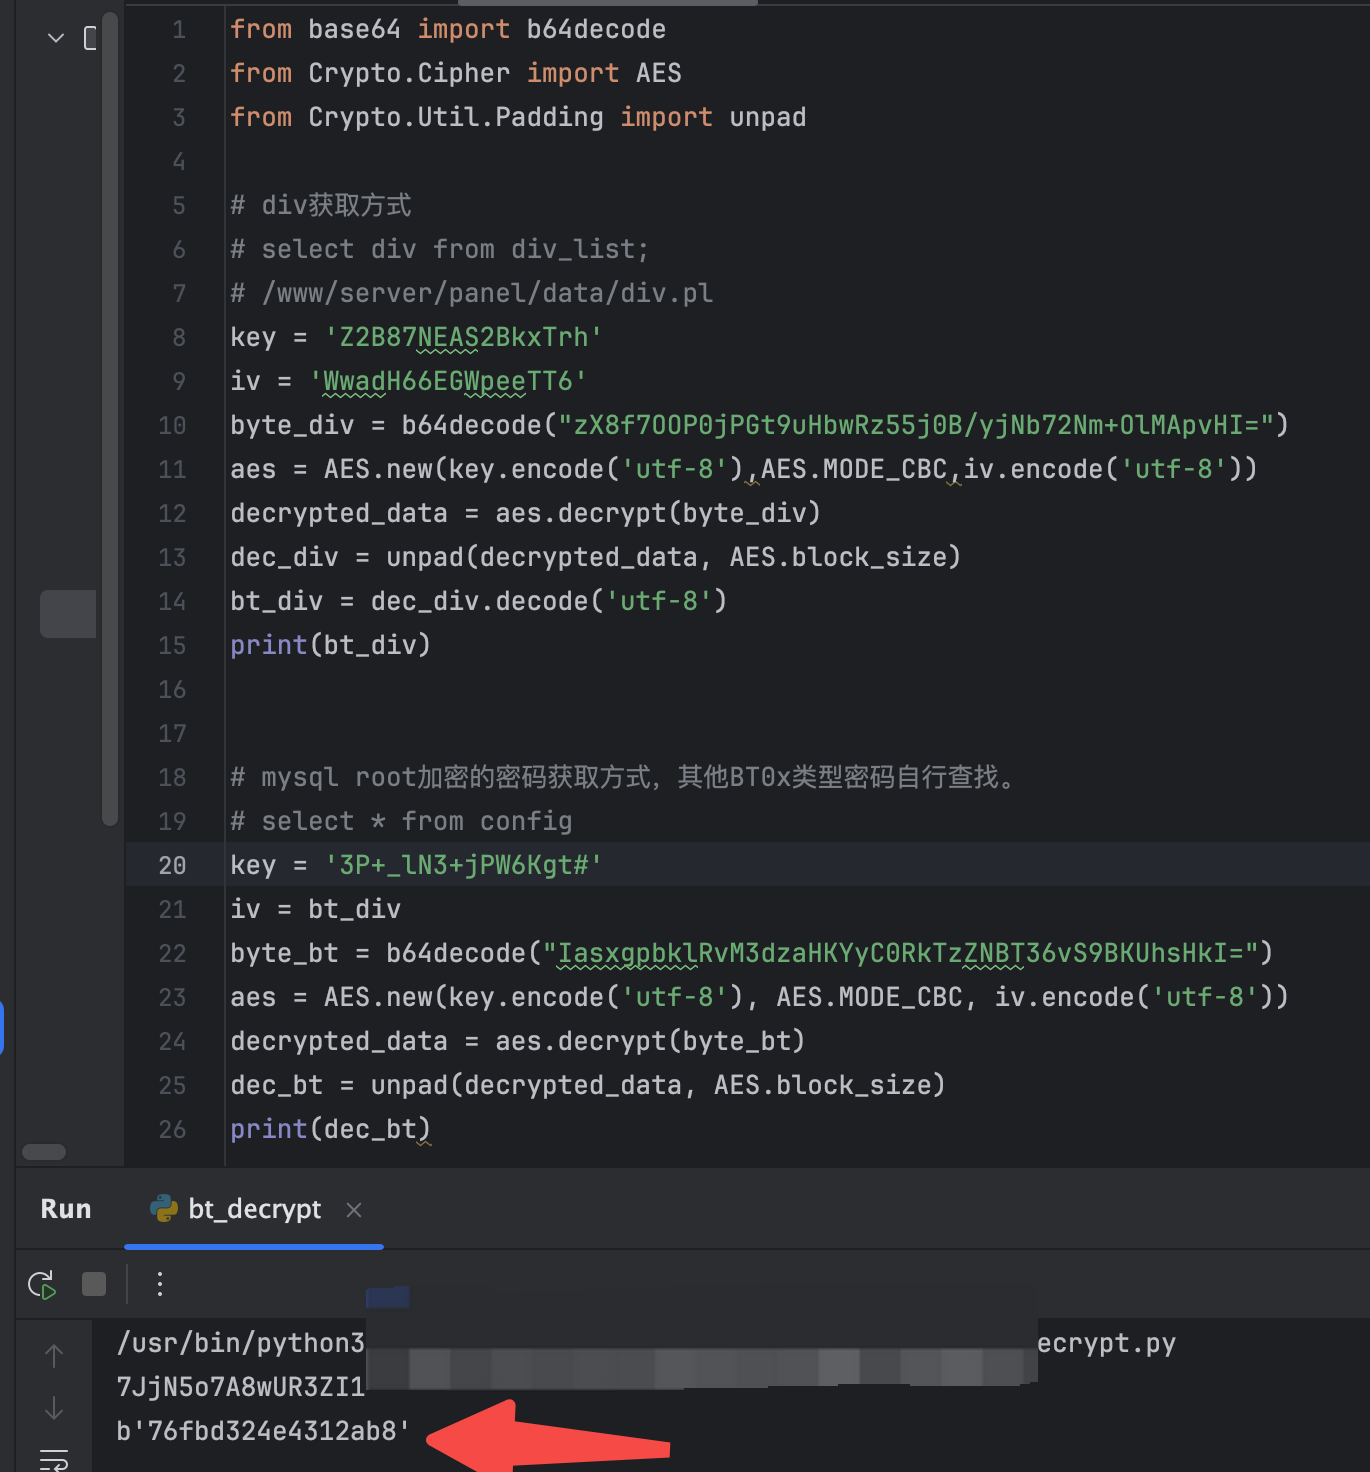 1 from base64 import b64decode
2 from Crypto.Cipher import AES
3 from Crypto.Util.Padding import unpad
4
5 # div获取方式
6 # select div from div_list;
7 # /www/server/panel/data/div.pl
8 key = 'Z2B87NEAS2BkxTrh'
9 iv = 'WwadH66EGWpeeTT6'
10 byte_div = b64decode("zX8f7OOP0jPGt9uHbwRz55j0B/yjNb72Nm+OlMApvHI=")
11 aes = AES.new(key.encode('utf-8'),AES.MODE_CBC,iv.encode('utf-8'))
12 decrypted_data = aes.decrypt(byte_div)
13 dec_div = unpad(decrypted_data, AES.block_size)
14 bt_div = dec_div.decode('utf-8')
15 print(bt_div)
16
17
18 # mysql root加密的密码获取方式，其他BT0x类型密码自行查找。
19 # select * from config
20 key = '3P+_lN3+jPW6Kgt#'
21 iv = bt_div
22 byte_bt = b64decode("IasxgpbklRvM3dzaHKYyC0RkTzZNBT36vS9BKUhsHkI=")
23 aes = AES.new(key.encode('utf-8'), AES.MODE_CBC, iv.encode('utf-8'))
24 decrypted_data = aes.decrypt(byte_bt)
25 dec_bt = unpad(decrypted_data, AES.block_size)
26 print(dec_bt)
Run bt_decrypt
/usr/bin/python3 ecrypt.py
7JjN5o7A8wUR3ZI1
b'76fbd324e4312ab8'